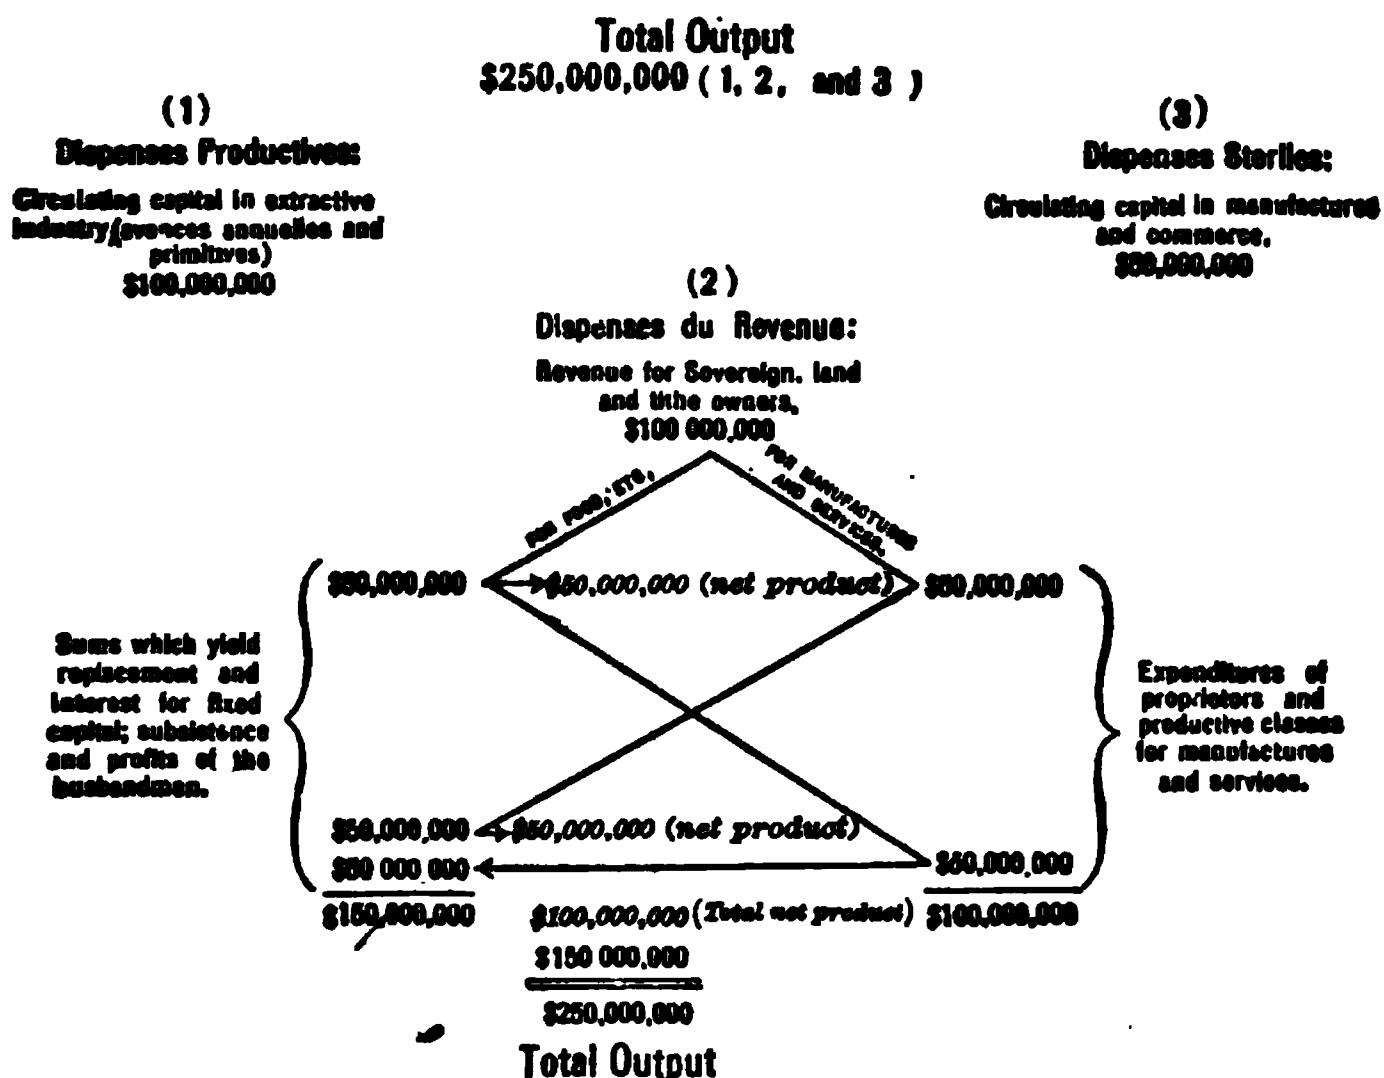 Total Output
$250,000,000 (1, 2, and 3)
(1)
Dispenses Productives:
Circulating capital in extractive
industry (avances annuelles and
primitives)
$100,000,000
(3)
Dispenses Steriles:
Circulating capital in manufactures
and commerce,
$50,000,000
(2)
Dispenses du Revenue:
Revenue for Sovereign, land
and tithe owners,
$100 000,000
FOR FOOD, ETC,
FOR MANUFACTURES
AND SERVICES.
$50,000,000
$50,000,000 (net product)
$50,000,000
Sums which yield
replacement and
interest for fixed
capital; subsistence
and profits of the
husbandmen.
Expenditures of
proprietors and
productive classes
for manufactures
and services.
$50,000,000
$50,000,000 (net product)
$50 000 000
$50,000,000
$150,000,000
$100,000,000 (Total net product)
$100,000,000
$150 000,000
$250,000,000
Total Output